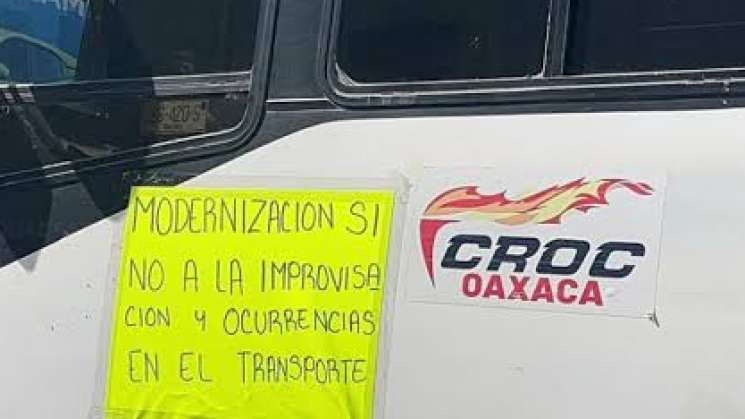 MODERNIZACION SI
NO A LA IMPROVISA
CION Y OCURRENCIAS
EN EL TRANSPORTE
CROC
OAXACA